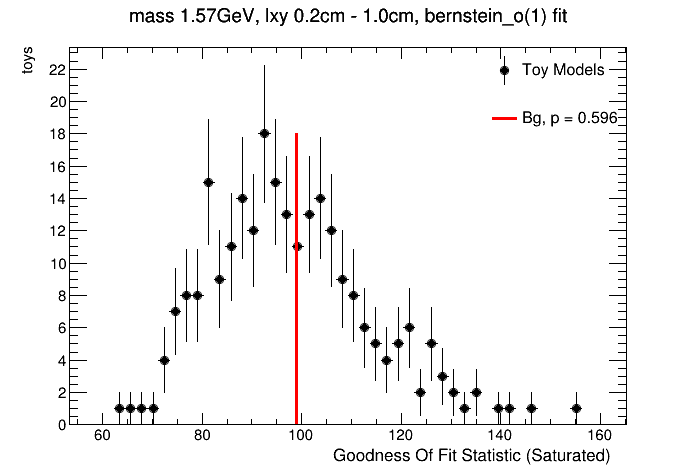 mass 1.57GeV, lxy 0.2cm - 1.0cm, bernstein_o(1) fit
toys
Toy Models
Bg, p = 0.596
22
20
18
16
14
12
10
8
6
4
2
0
60 80 100 120 140 160
Goodness Of Fit Statistic (Saturated)